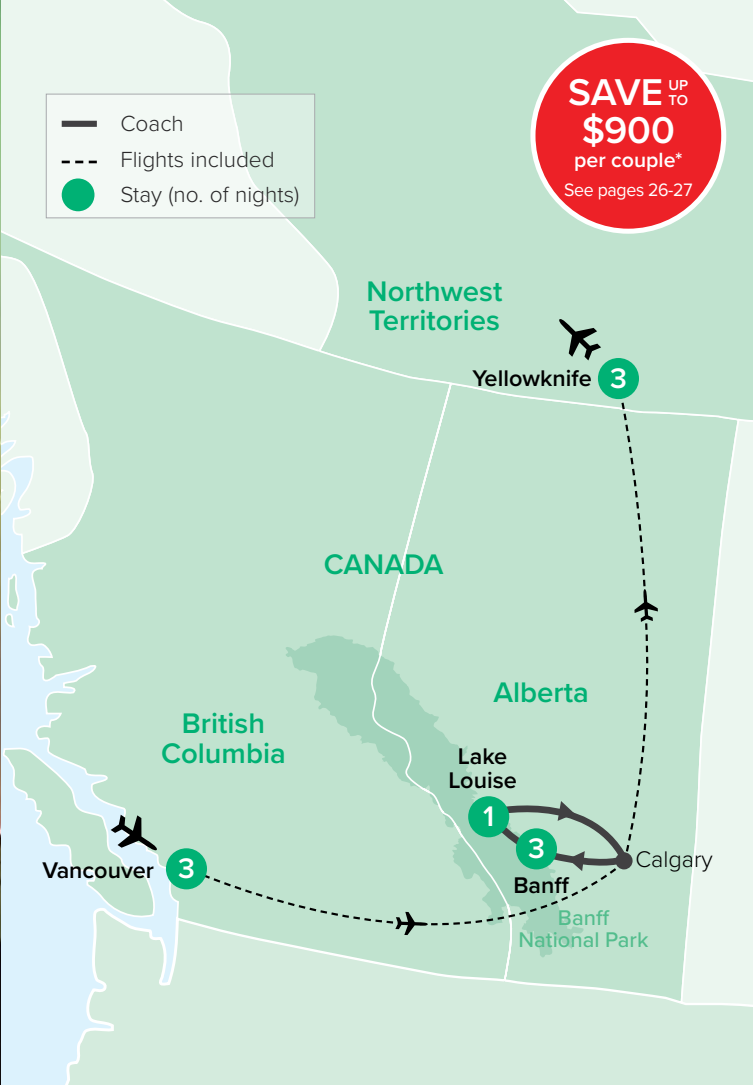 Coach
Flights included
Stay (no. of nights)
SAVE UP TO
$900
per couple*
See pages 26-27
Northwest
Territories
Yellowknife 3
CANADA
Alberta
British
Columbia
Lake
Louise
1
3
Banff
Calgary
Vancouver 3
Banff
National Park